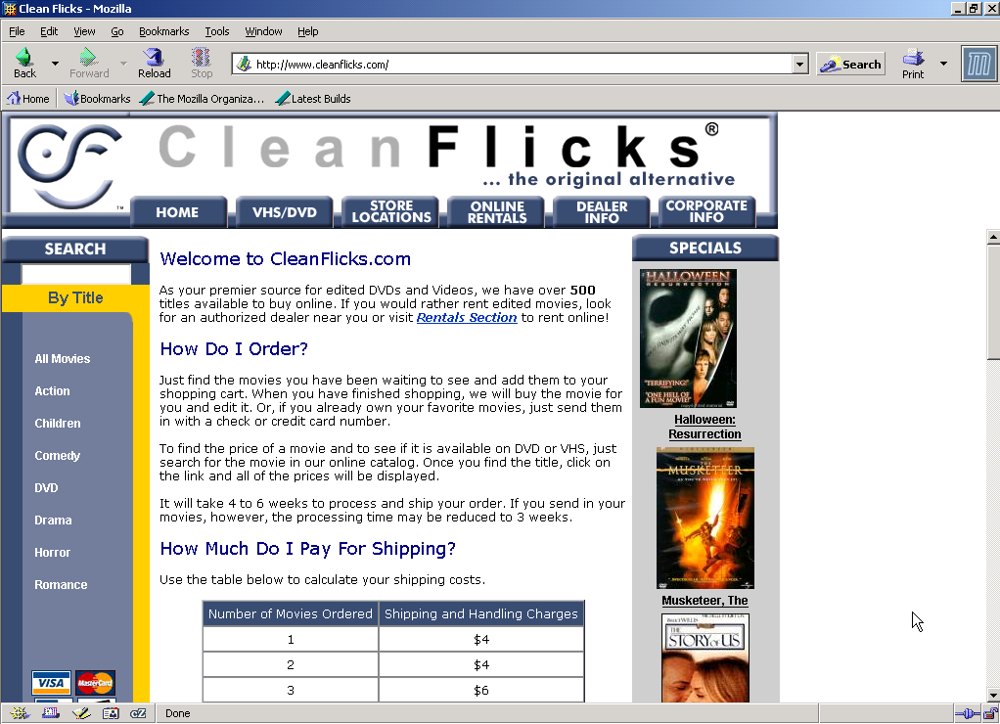 Clean Flicks - Mozilla
File Edit View Go Bookmarks Tools Window Help
Back Forward Reload Stop http://www.cleanflicks.com/ Search Print
Home Bookmarks The Mozilla Organiza... Latest Builds
CF ™
CleanFlicks®
... the original alternative
HOME VHS/DVD STORE LOCATIONS ONLINE RENTALS DEALER INFO CORPORATE INFO
SEARCH
By Title
All Movies
Action
Children
Comedy
DVD
Drama
Horror
Romance
VISA MasterCard
Welcome to CleanFlicks.com
As your premier source for edited DVDs and Videos, we have over 500
titles available to buy online. If you would rather rent edited movies, look
for an authorized dealer near you or visit Rentals Section to rent online!
How Do I Order?
Just find the movies you have been waiting to see and add them to your
shopping cart. When you have finished shopping, we will buy the movie for
you and edit it. Or, if you already own your favorite movies, just send them
in with a check or credit card number.
To find the price of a movie and to see if it is available on DVD or VHS, just
search for the movie in our online catalog. Once you find the title, click on
the link and all of the prices will be displayed.
It will take 4 to 6 weeks to process and ship your order. If you send in your
movies, however, the processing time may be reduced to 3 weeks.
How Much Do I Pay For Shipping?
Use the table below to calculate your shipping costs.
Number of Movies Ordered Shipping and Handling Charges
1 $4
2 $4
3 $6
SPECIALS
HALLOWEEN
RESURRECTION
"TERRIFYING!"
"ONE HELL OF
A FUN MOVIE!"
Halloween:
Resurrection
THE
MUSKETEER
Musketeer, The
BRUCE WILLIS
THE
STORY OF US
Done